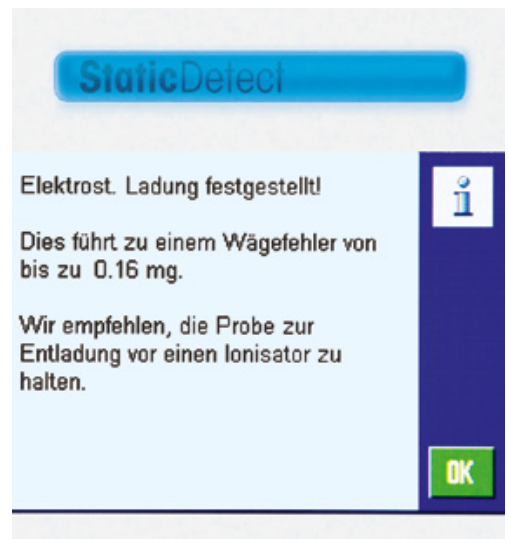 StaticDetect
Elektrost. Ladung festgestellt!
Dies führt zu einem Wägefehler von
bis zu 0.16 mg.
Wir empfehlen, die Probe zur
Entladung vor einen Ionisator zu
halten.
i
OK